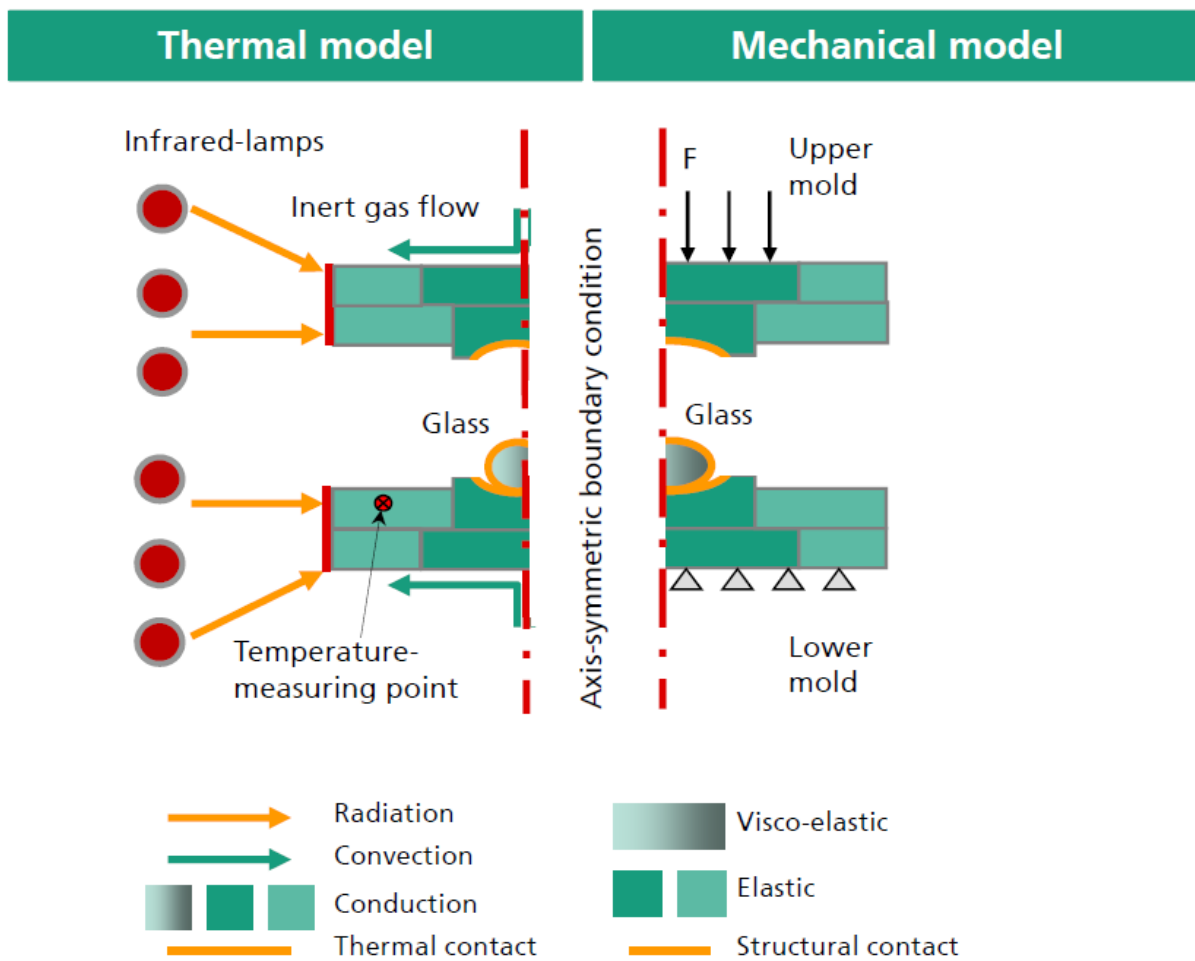 Thermal model
Mechanical model
Infrared-lamps
Inert gas flow
F
Upper
mold
Axis-symmetric boundary condition
Glass
Glass
Temperature-
measuring point
Lower
mold
Radiation
Convection
Conduction
Thermal contact
Visco-elastic
Elastic
Structural contact